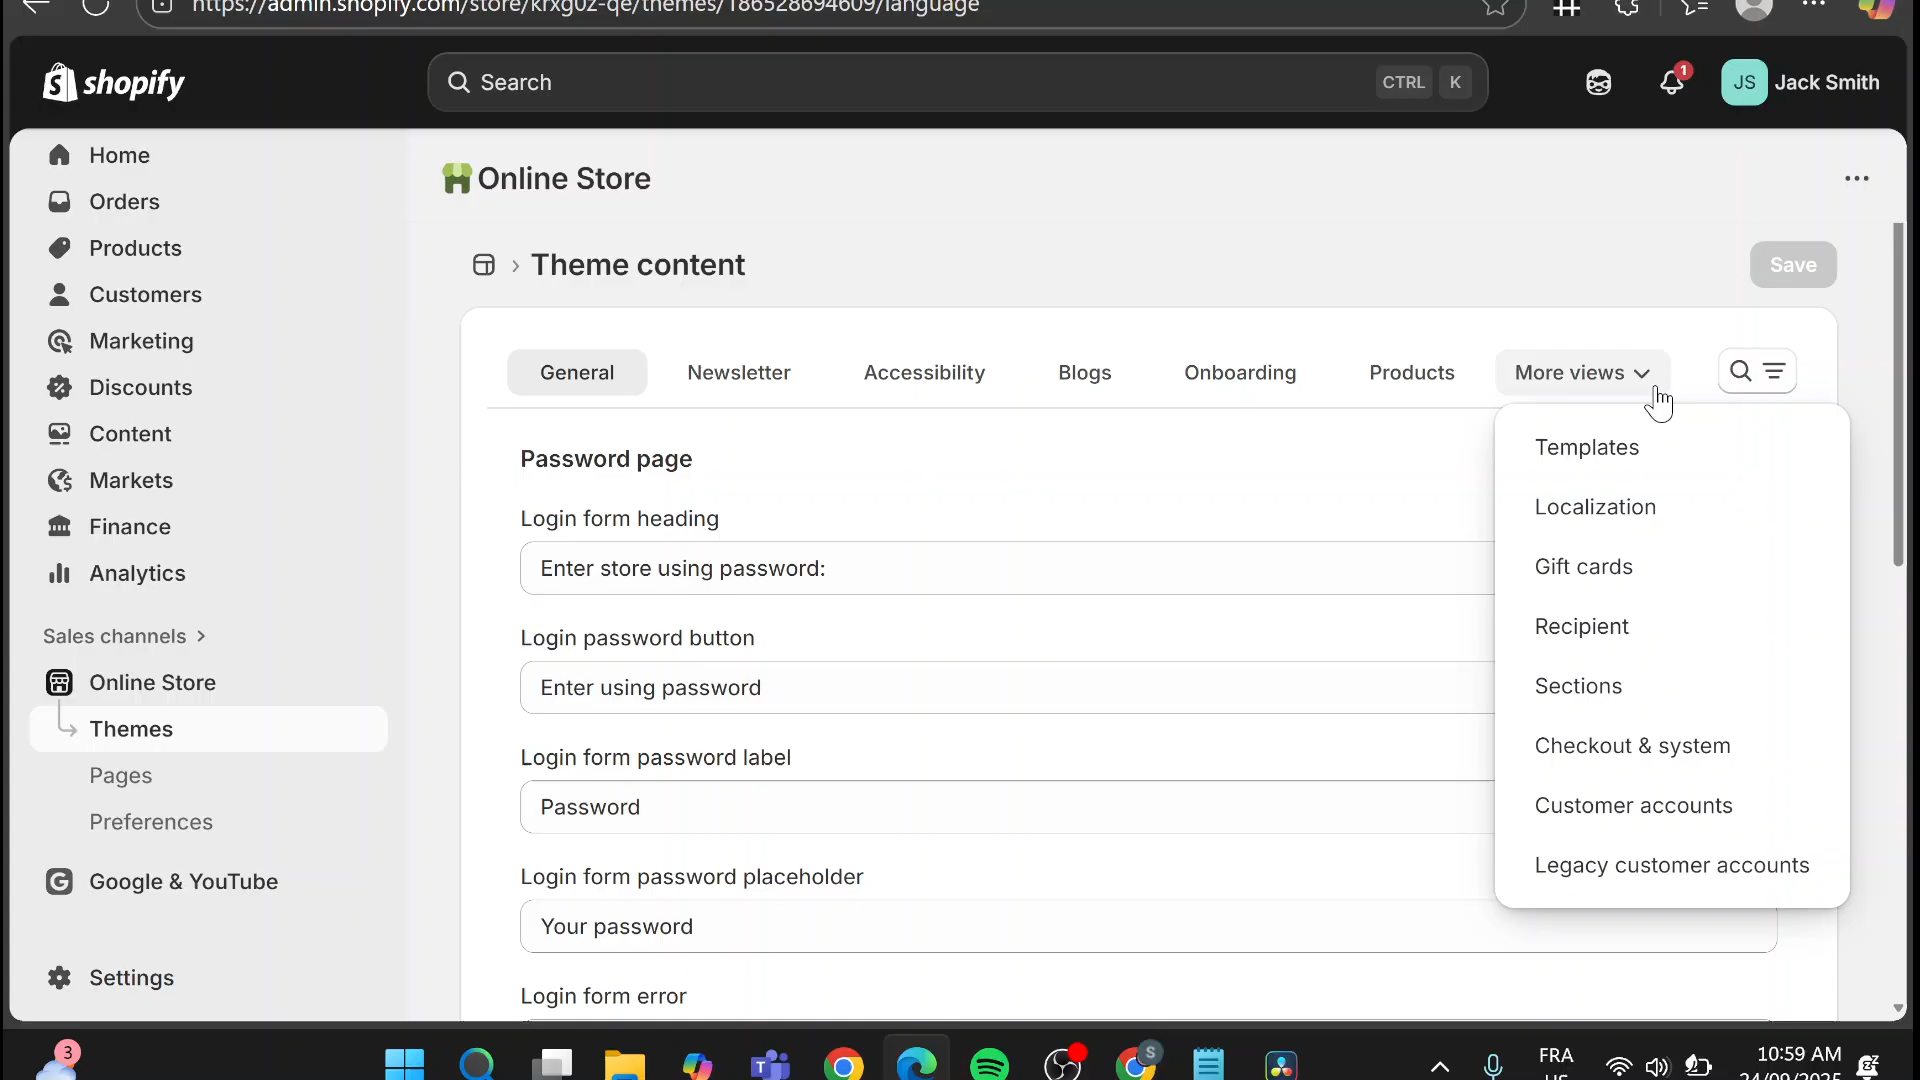 https://admin.shopify.com/store/krxg0z-qe/themes/186528694609/language
shopify
Search
CTRL K
1
JS Jack Smith
Home
Orders
Products
Customers
Marketing
Discounts
Content
Markets
Finance
Analytics
Sales channels
Online Store
Themes
Pages
Preferences
Google & YouTube
Settings
Online Store
Theme content
Save
General
Newsletter
Accessibility
Blogs
Onboarding
Products
More views
Templates
Localization
Gift cards
Recipient
Sections
Checkout & system
Customer accounts
Legacy customer accounts
Password page
Login form heading
Enter store using password:
Login password button
Enter using password
Login form password label
Password
Login form password placeholder
Your password
Login form error
3
S
FRA
US
10:59 AM
24/09/2025